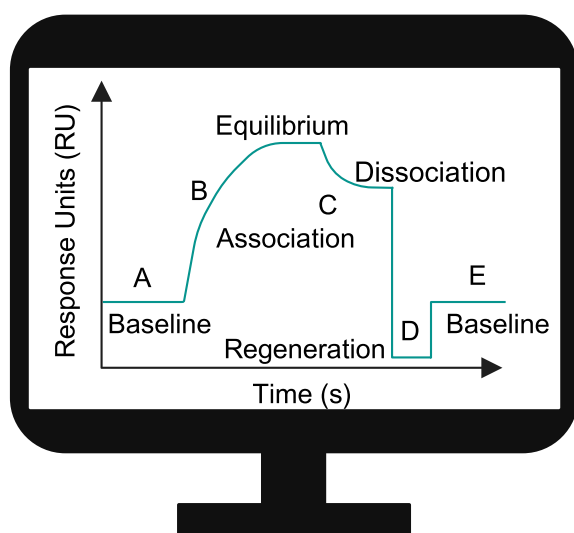 Response Units (RU)
Equilibrium
Dissociation
B
C
Association
A
E
Baseline
D
Baseline
Regeneration
Time (s)